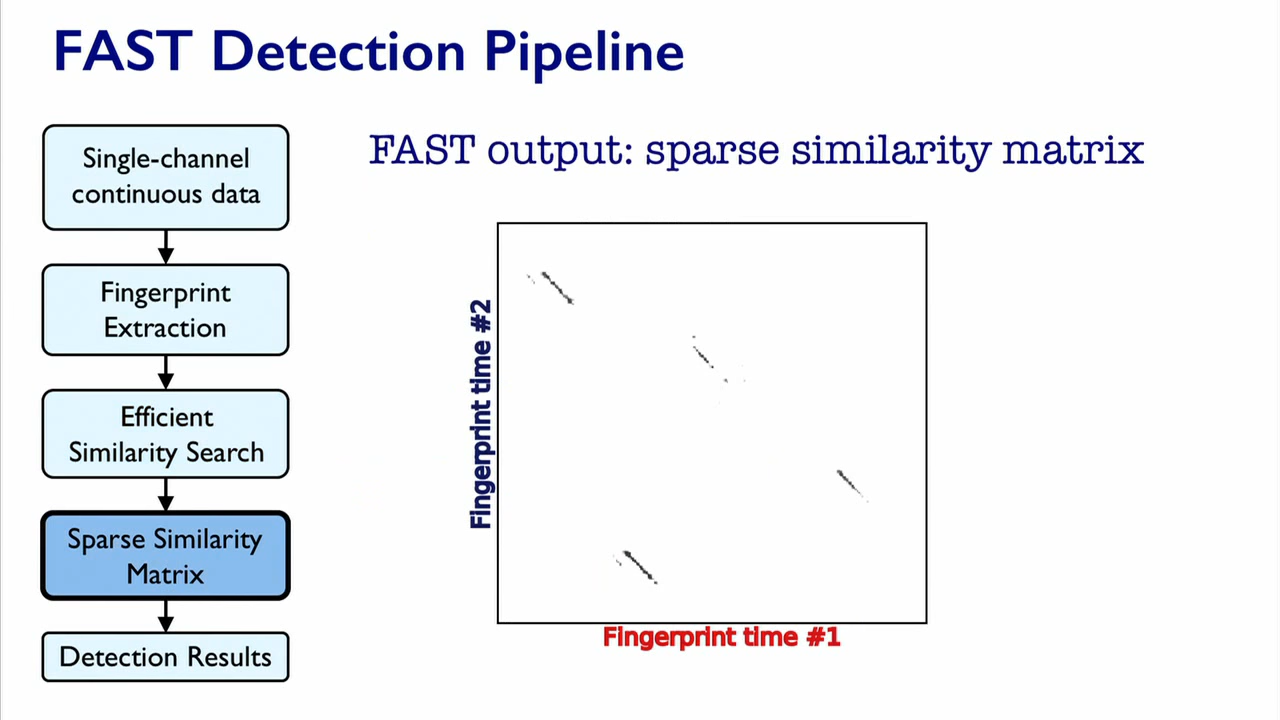 FAST Detection Pipeline
Single-channel
continuous data
Fingerprint
Extraction
Efficient
Similarity Search
Sparse Similarity
Matrix
Detection Results
FAST output: sparse similarity matrix
Fingerprint time #2
Fingerprint time #1